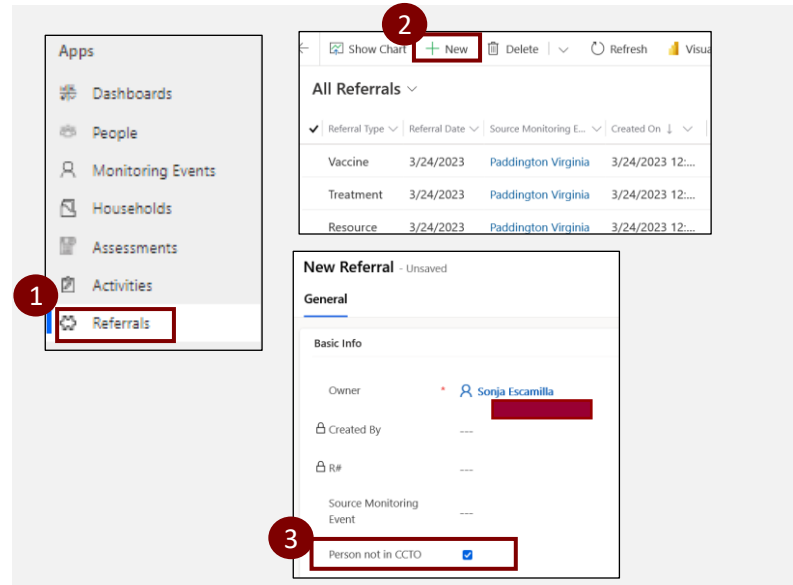 Apps
Dashboards
People
Monitoring Events
Households
Assessments
Activities
1
Referrals
2
Show Chart New Delete Refresh Visua
All Referrals
Referral Type Referral Date Source Monitoring E... Created On
Vaccine 3/24/2023 Paddington Virginia 3/24/2023 12:...
Treatment 3/24/2023 Paddington Virginia 3/24/2023 12:...
Resource 3/24/2023 Paddington Virginia 3/24/2023 12:...
New Referral - Unsaved
General
Basic Info
Owner * Sonja Escamilla
Created By ---
R# ---
Source Monitoring
Event ---
3
Person not in CCTO